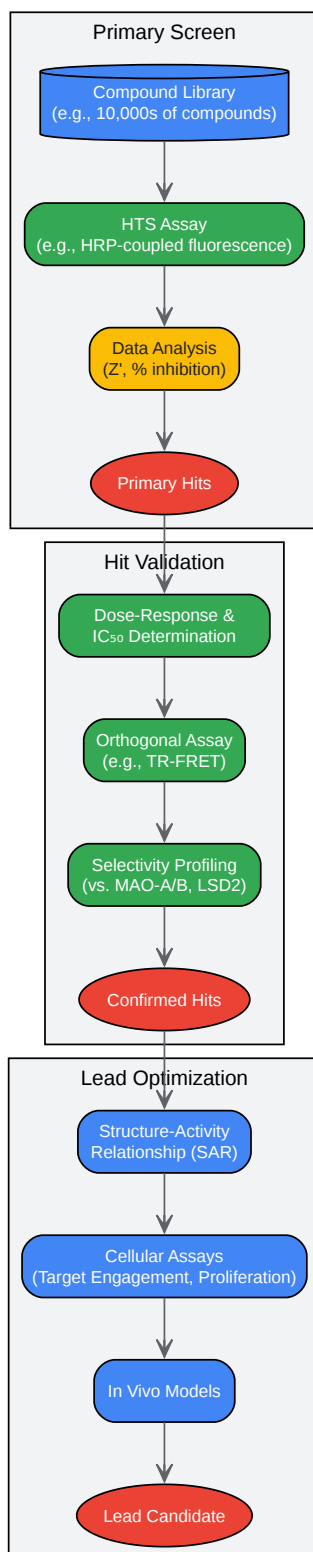 Primary Screen
Compound Library
(e.g., 10,000s of compounds)
HTS Assay
(e.g., HRP-coupled fluorescence)
Data Analysis
(Z', % inhibition)
Primary Hits
Hit Validation
Dose-Response &
IC₅₀ Determination
Orthogonal Assay
(e.g., TR-FRET)
Selectivity Profiling
(vs. MAO-A/B, LSD2)
Confirmed Hits
Lead Optimization
Structure-Activity
Relationship (SAR)
Cellular Assays
(Target Engagement, Proliferation)
In Vivo Models
Lead Candidate